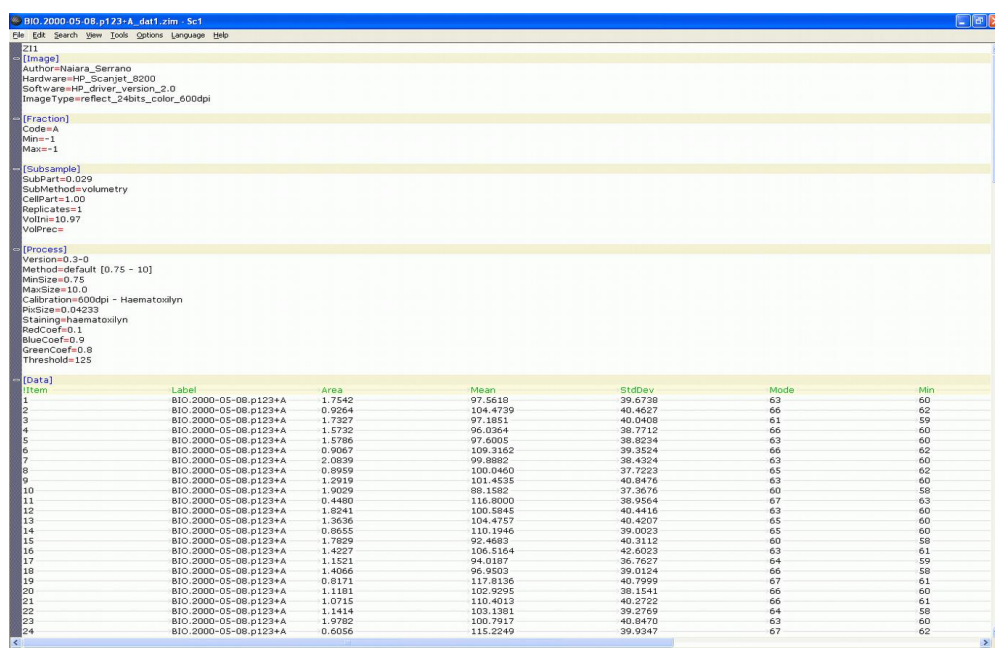 BIO.2000-05-08.p123+A_dat1.zim - Sc1
File Edit Search View Tools Options Language Help
ZI1
[Image]
Author=Naiara_Serrano
Hardware=HP_Scanjet_8200
Software=HP_driver_version_2.0
ImageType=reflect_24bits_color_600dpi
[Fraction]
Code=A
Min=-1
Max=-1
[Subsample]
SubPart=0.029
SubMethod=volumetry
CellPart=1.00
Replicates=1
VolIni=10.97
VolPrec=
[Process]
Version=0.3-0
Method=default [0.75 - 10]
MinSize=0.75
MaxSize=10.0
Calibration=600dpi - Haematoxilyn
PixSize=0.04233
Staining=haematoxilyn
RedCoef=0.1
BlueCoef=0.9
GreenCoef=0.8
Threshold=125
[Data]
!Item Label Area Mean StdDev Mode Min
1 BIO.2000-05-08.p123+A 1.7542 97.5618 39.6738 63 60
2 BIO.2000-05-08.p123+A 0.9264 104.4739 40.4627 66 62
3 BIO.2000-05-08.p123+A 1.7327 97.1851 40.0408 61 59
4 BIO.2000-05-08.p123+A 1.5732 96.0364 38.7712 66 60
5 BIO.2000-05-08.p123+A 1.5786 97.6005 38.8234 63 60
6 BIO.2000-05-08.p123+A 0.9067 109.3162 39.3524 66 62
7 BIO.2000-05-08.p123+A 2.0839 99.8882 38.4324 63 60
8 BIO.2000-05-08.p123+A 0.8959 100.0460 37.7223 65 62
9 BIO.2000-05-08.p123+A 1.2919 101.4535 40.8476 63 60
10 BIO.2000-05-08.p123+A 1.9029 88.1582 37.3676 60 58
11 BIO.2000-05-08.p123+A 0.4480 116.8000 38.9564 67 63
12 BIO.2000-05-08.p123+A 1.8241 100.5845 40.4416 63 60
13 BIO.2000-05-08.p123+A 1.3636 104.4757 40.4207 65 60
14 BIO.2000-05-08.p123+A 0.8655 110.1946 39.0023 65 60
15 BIO.2000-05-08.p123+A 1.7829 92.4683 40.3112 60 58
16 BIO.2000-05-08.p123+A 1.4227 106.5164 42.6023 63 61
17 BIO.2000-05-08.p123+A 1.1521 94.0187 36.7627 64 59
18 BIO.2000-05-08.p123+A 1.4066 96.9503 39.0124 66 58
19 BIO.2000-05-08.p123+A 0.8171 117.8136 40.7999 67 61
20 BIO.2000-05-08.p123+A 1.1181 102.9295 38.1541 66 60
21 BIO.2000-05-08.p123+A 1.0715 110.4013 40.2722 66 61
22 BIO.2000-05-08.p123+A 1.1414 103.1381 39.2769 64 58
23 BIO.2000-05-08.p123+A 1.9782 100.7917 40.8470 63 60
24 BIO.2000-05-08.p123+A 0.6056 115.2249 39.9347 67 62